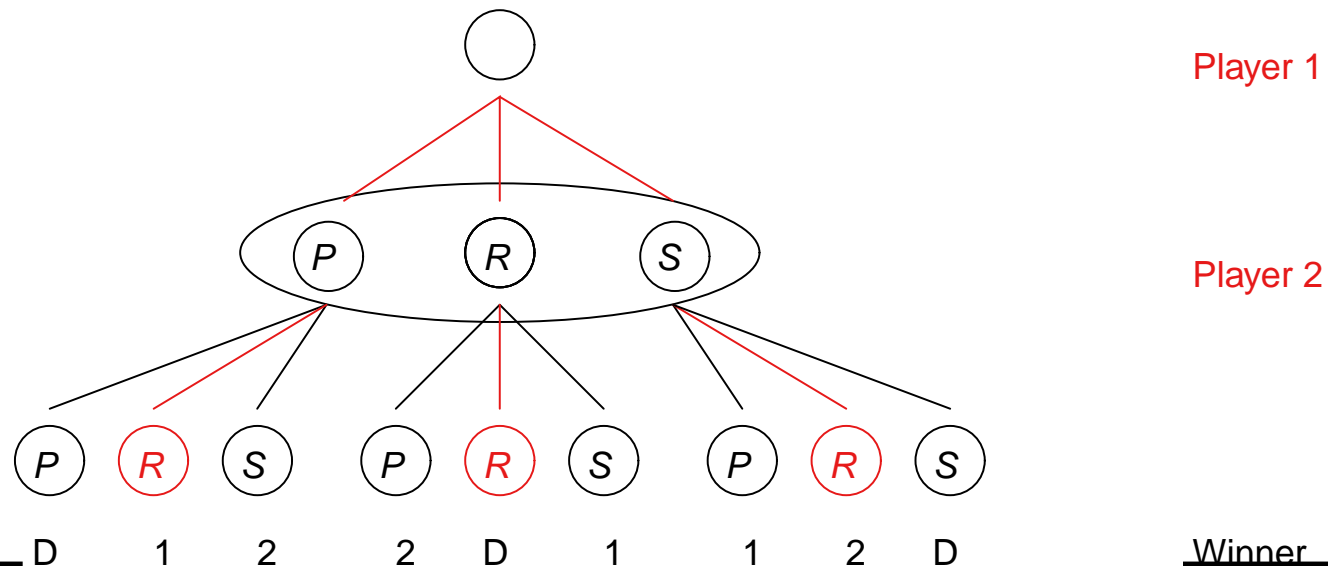 Player 1
P R S Player 2
P R S P R S P R S
D 1 2 2 D 1 1 2 D Winner